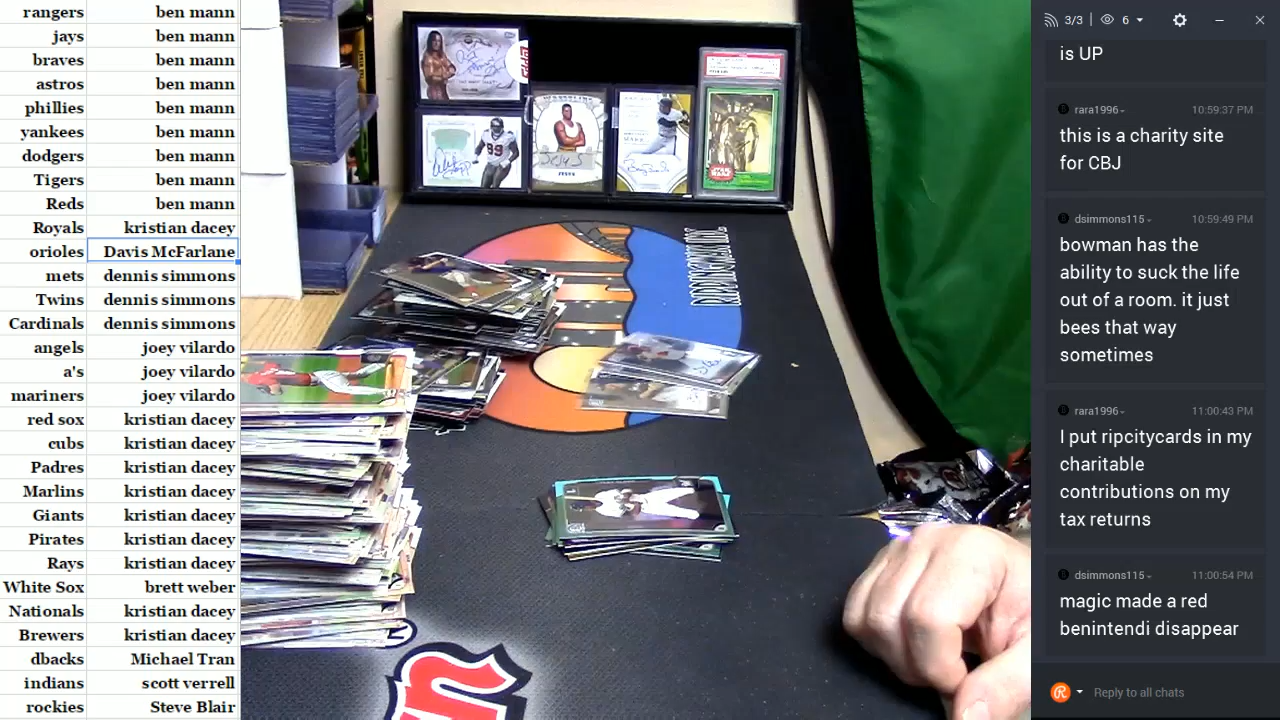 rangers ben mann
jays ben mann
braves ben mann
astros ben mann
phillies ben mann
yankees ben mann
dodgers ben mann
Tigers ben mann
Reds ben mann
Royals kristian dacey
orioles Davis McFarlane
mets dennis simmons
Twins dennis simmons
Cardinals dennis simmons
angels joey vilardo
a's joey vilardo
mariners joey vilardo
red sox kristian dacey
cubs kristian dacey
Padres kristian dacey
Marlins kristian dacey
Giants kristian dacey
Pirates kristian dacey
Rays kristian dacey
White Sox brett weber
Nationals kristian dacey
Brewers kristian dacey
dbacks Michael Tran
indians scott verrell
rockies Steve Blair
99
STAR WARS
3/3 6
is UP
rara1996 10:59:37 PM
this is a charity site
for CBJ
dsimmons115 10:59:49 PM
bowman has the
ability to suck the life
out of a room. it just
bees that way
sometimes
rara1996 11:00:43 PM
I put ripcitycards in my
charitable
contributions on my
tax returns
dsimmons115 11:00:54 PM
magic made a red
benintendi disappear
Reply to all chats